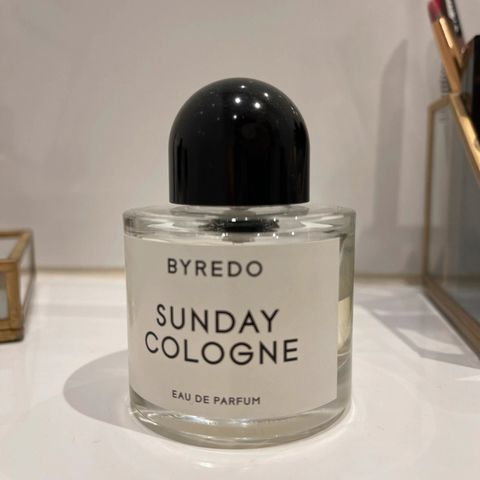 BYREDO
SUNDAY
COLOGNE
EAU DE PARFUM